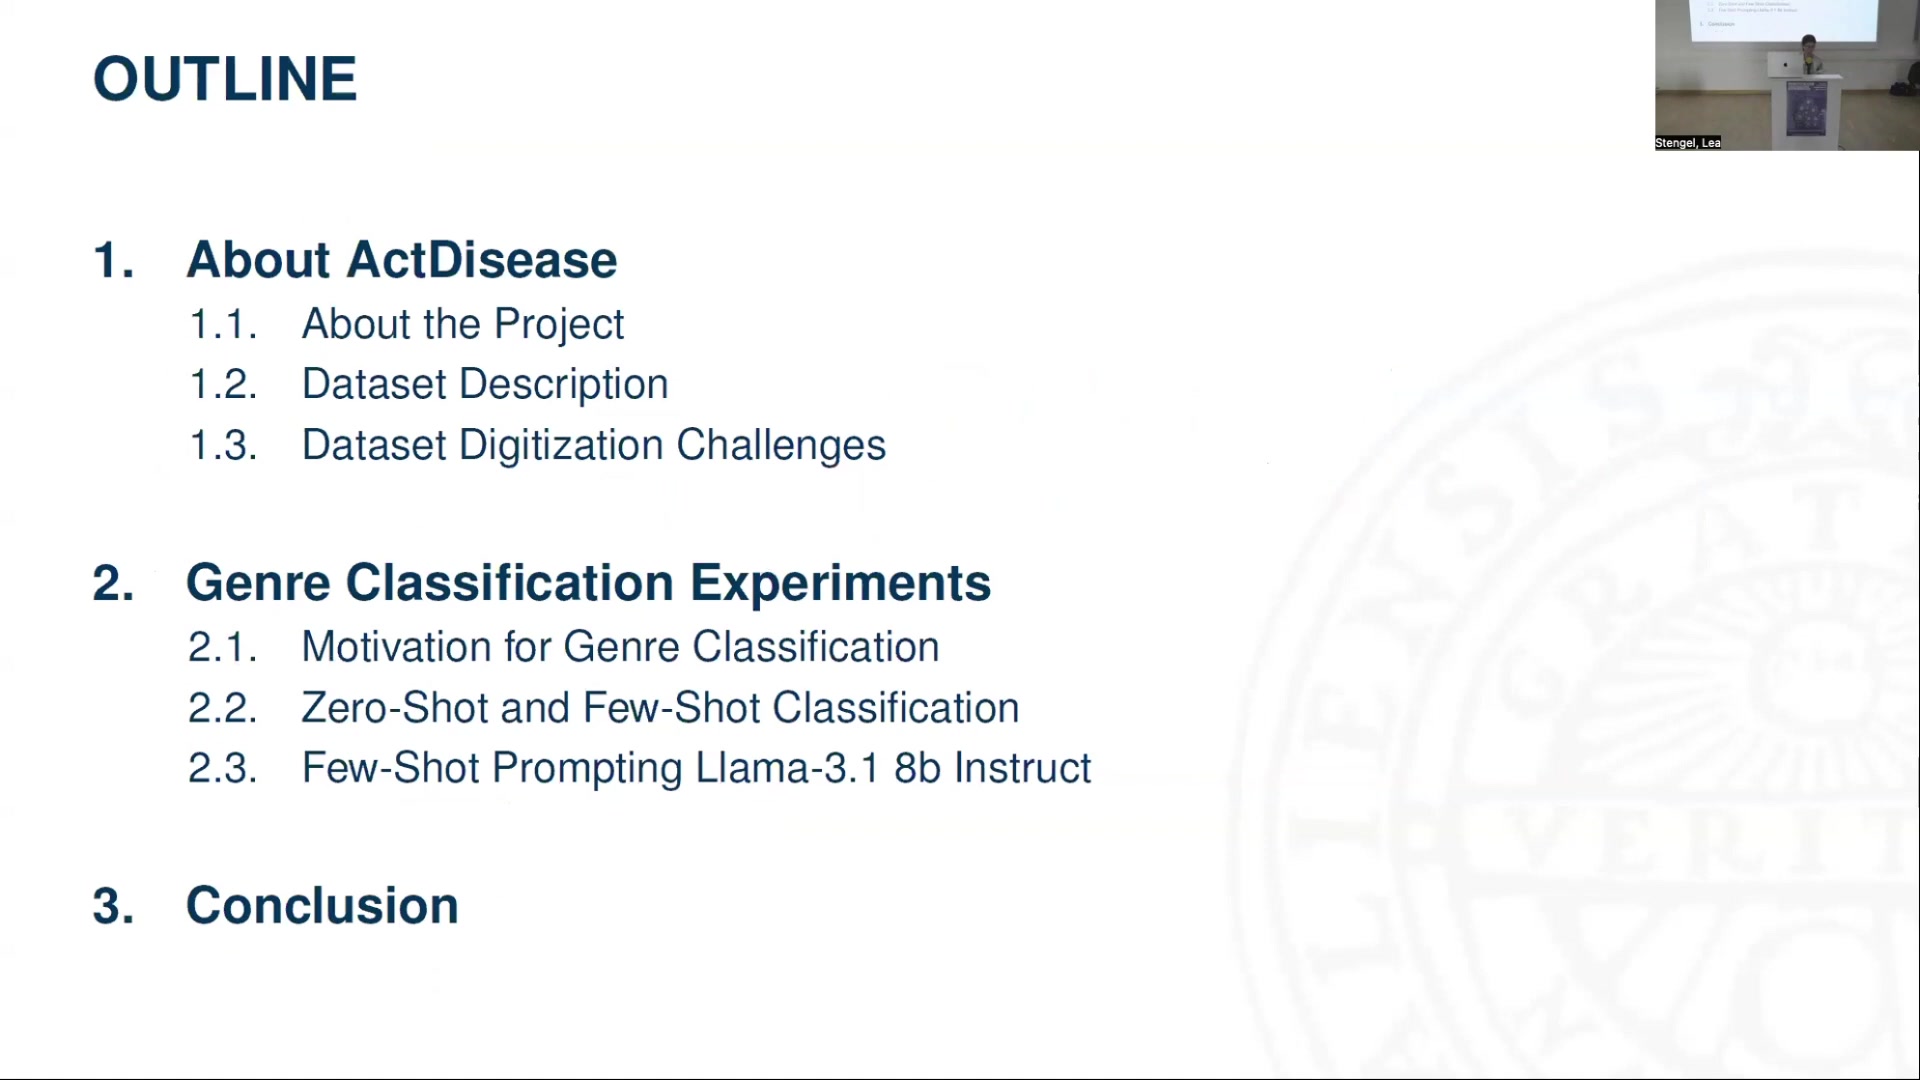 OUTLINE
Stengel, Lea
1. About ActDisease
1.1. About the Project
1.2. Dataset Description
1.3. Dataset Digitization Challenges
2. Genre Classification Experiments
2.1. Motivation for Genre Classification
2.2. Zero-Shot and Few-Shot Classification
2.3. Few-Shot Prompting Llama-3.1 8b Instruct
3. Conclusion